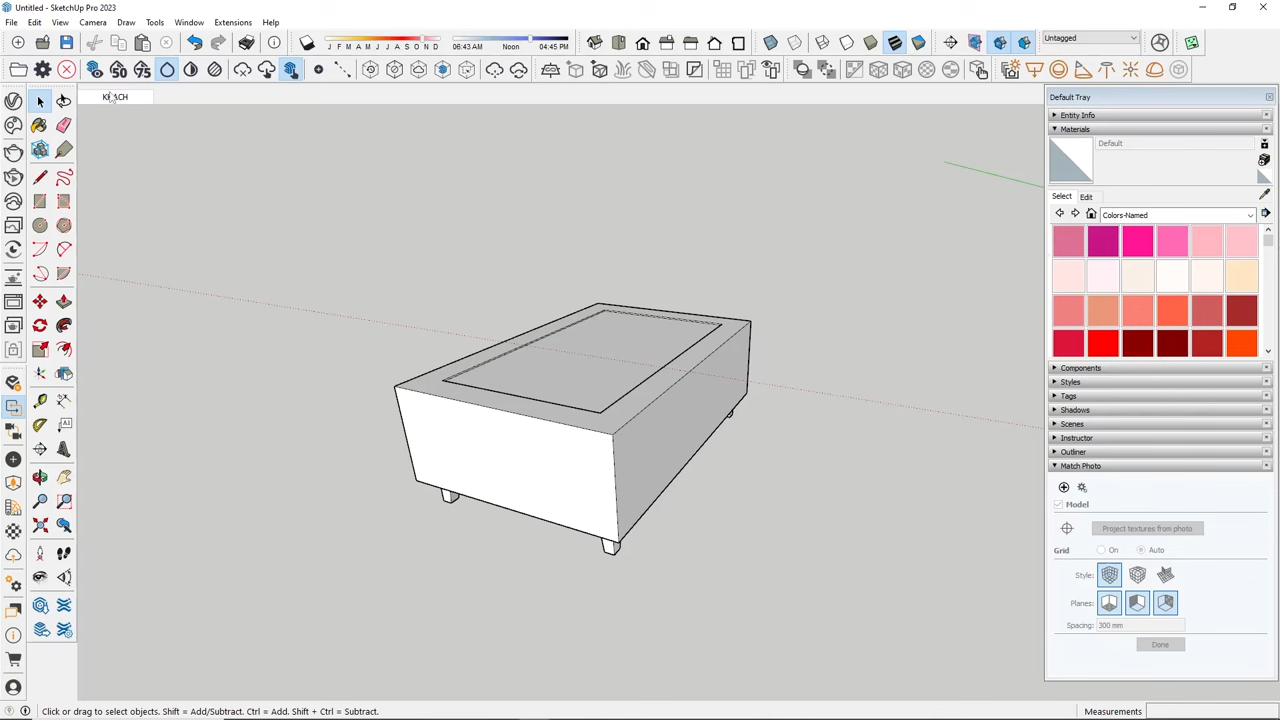 Untitled - SketchUp Pro 2023
File Edit View Camera Draw Tools Window Extensions Help
J F M A M J J A S O N D
06:43 AM Noon 04:45 PM
Untagged
50 75
Default Tray
Entity Info
Materials
Default
Select Edit
Colors-Named
Components
Styles
Tags
Shadows
Scenes
Instructor
Outliner
Match Photo
Model
Project textures from photo
Grid On Auto
Style:
Planes:
Spacing: 300 mm
Done
Click or drag to select objects. Shift = Add/Subtract. Ctrl = Add. Shift + Ctrl = Subtract.
Measurements